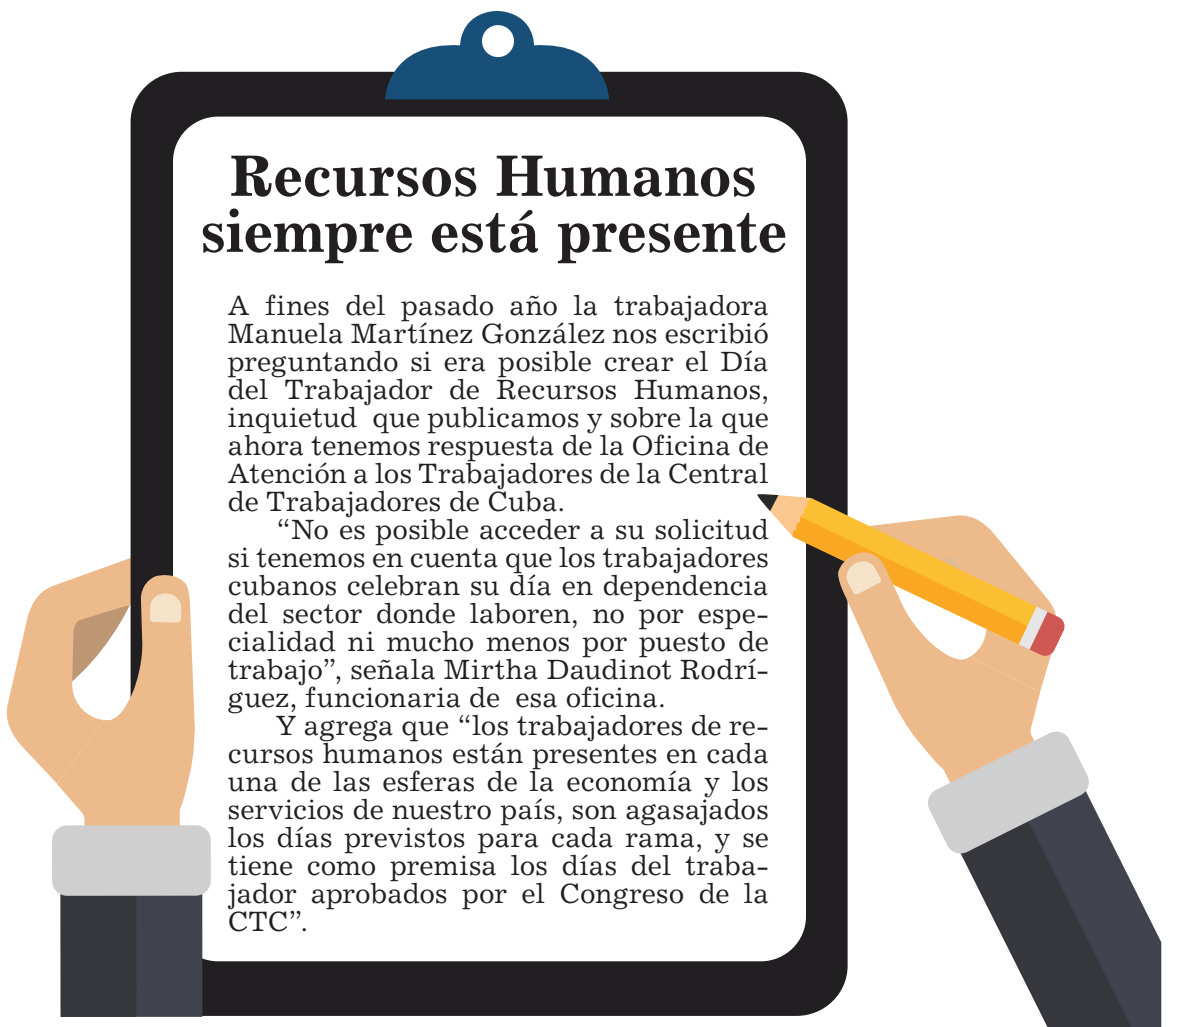 Recursos Humanos
siempre está presente
A fines del pasado año la trabajadora
Manuela Martínez González nos escribió
preguntando si era posible crear el Día
del Trabajador de Recursos Humanos,
inquietud que publicamos y sobre la que
ahora tenemos respuesta de la Oficina de
Atención a los Trabajadores de la Central
de Trabajadores de Cuba.
“No es posible acceder a su solicitud
si tenemos en cuenta que los trabajadores
cubanos celebran su día en dependencia
del sector donde laboren, no por espe-
cialidad ni mucho menos por puesto de
trabajo”, señala Mirtha Daudinot Rodrí-
guez, funcionaria de esa oficina.
Y agrega que “los trabajadores de re-
cursos humanos están presentes en cada
una de las esferas de la economía y los
servicios de nuestro país, son agasajados
los días previstos para cada rama, y se
tiene como premisa los días del traba-
jador aprobados por el Congreso de la
CTC”.